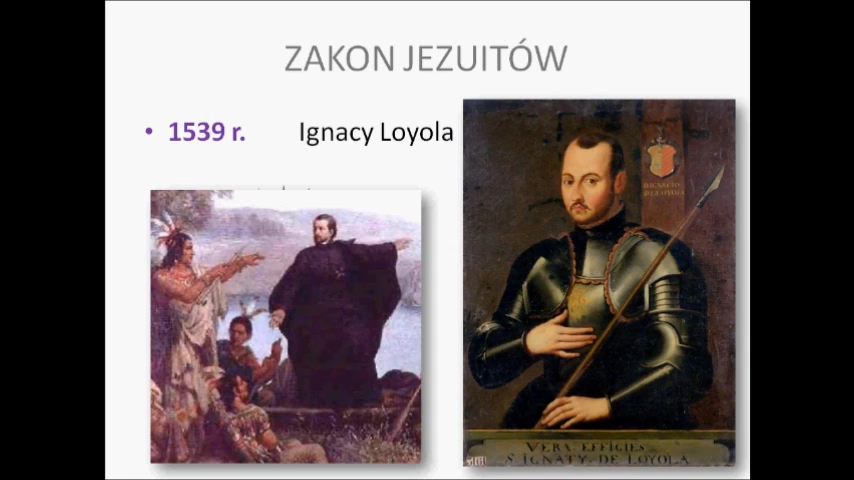 ZAKON JEZUITÓW
• 1539 r. Ignacy Loyola
VERA EFFIGIES
S. IGNATY. DE LOYOLA